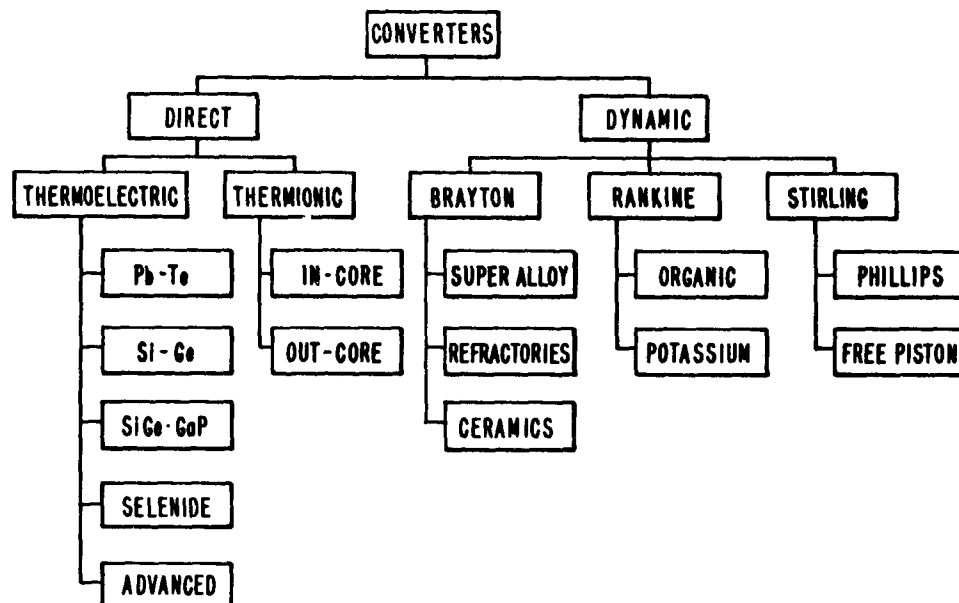 CONVERTERS
DIRECT
DYNAMIC
THERMOELECTRIC
THERMIONIC
BRAYTON
RANKINE
STIRLING
Pb-Te
IN-CORE
SUPER ALLOY
ORGANIC
PHILLIPS
Si-Ge
OUT-CORE
REFRACTORIES
POTASSIUM
FREE PISTON
SiGe-GaP
CERAMICS
SELENIDE
ADVANCED